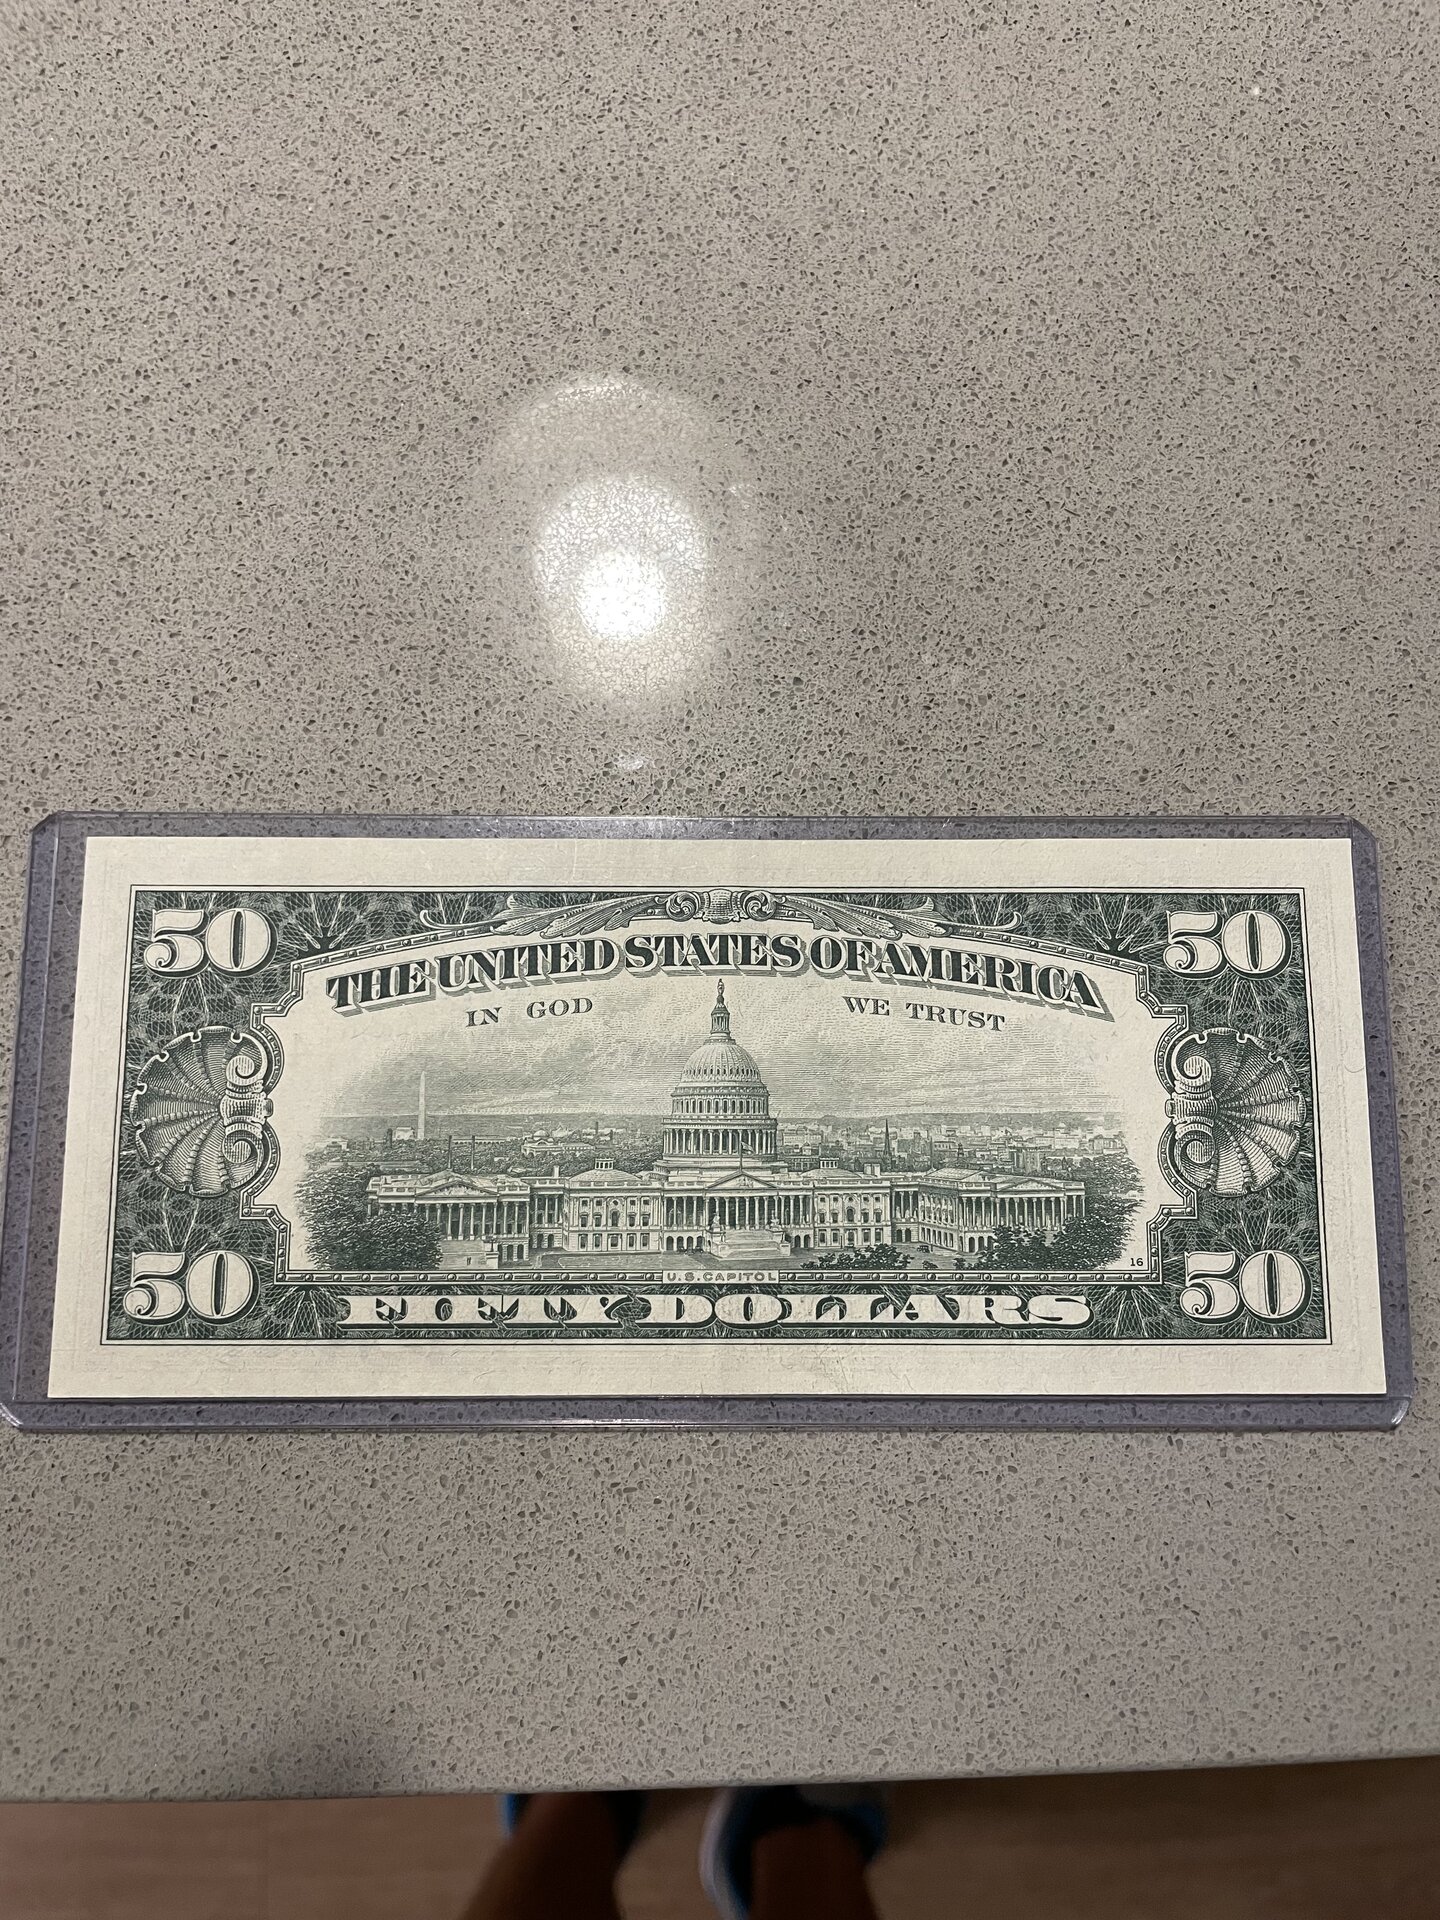 50 50
THE UNITED STATES OF AMERICA
IN GOD WE TRUST
16
U.S. CAPITOL
50 FIFTY DOLLARS 50